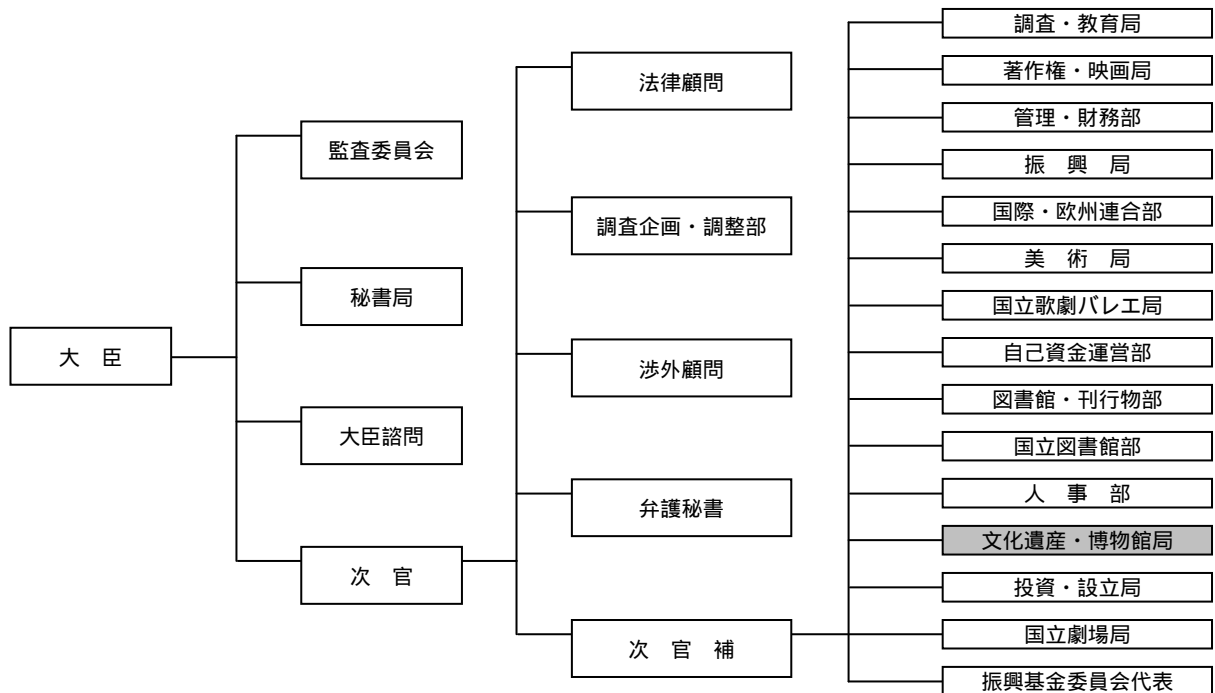 大　臣
監査委員会
秘書局
大臣諮問
次　官
法律顧問
調査企画・調整部
渉外顧問
弁護秘書
次　官　補
調査・教育局
著作権・映画局
管理・財務部
振　興　局
国際・欧州連合部
美　術　局
国立歌劇バレエ局
自己資金運営部
図書館・刊行物部
国立図書館部
人　事　部
文化遺産・博物館局
投資・設立局
国立劇場局
振興基金委員会代表